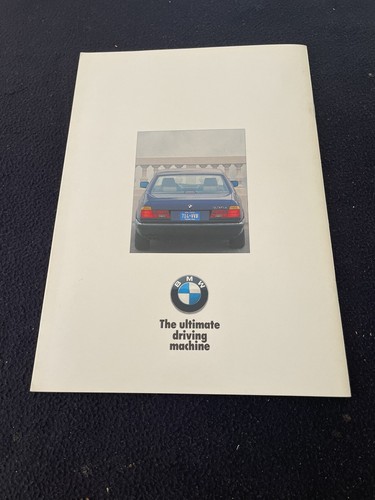 BMW
The ultimate
driving
machine